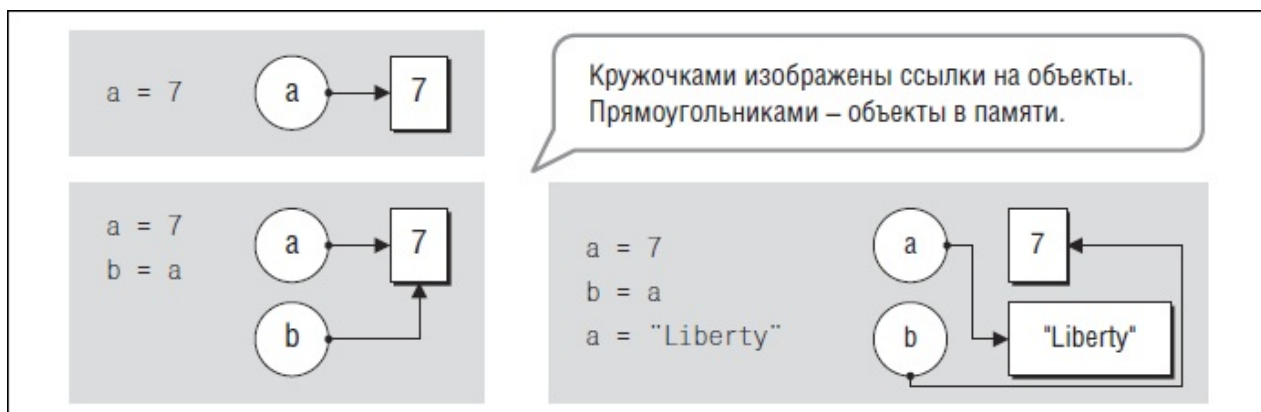 a = 7
a
7
Кружочками изображены ссылки на объекты.
Прямоугольниками – объекты в памяти.
a = 7
b = a
a
7
b
a = 7
b = a
a = "Liberty"
a
7
b
"Liberty"